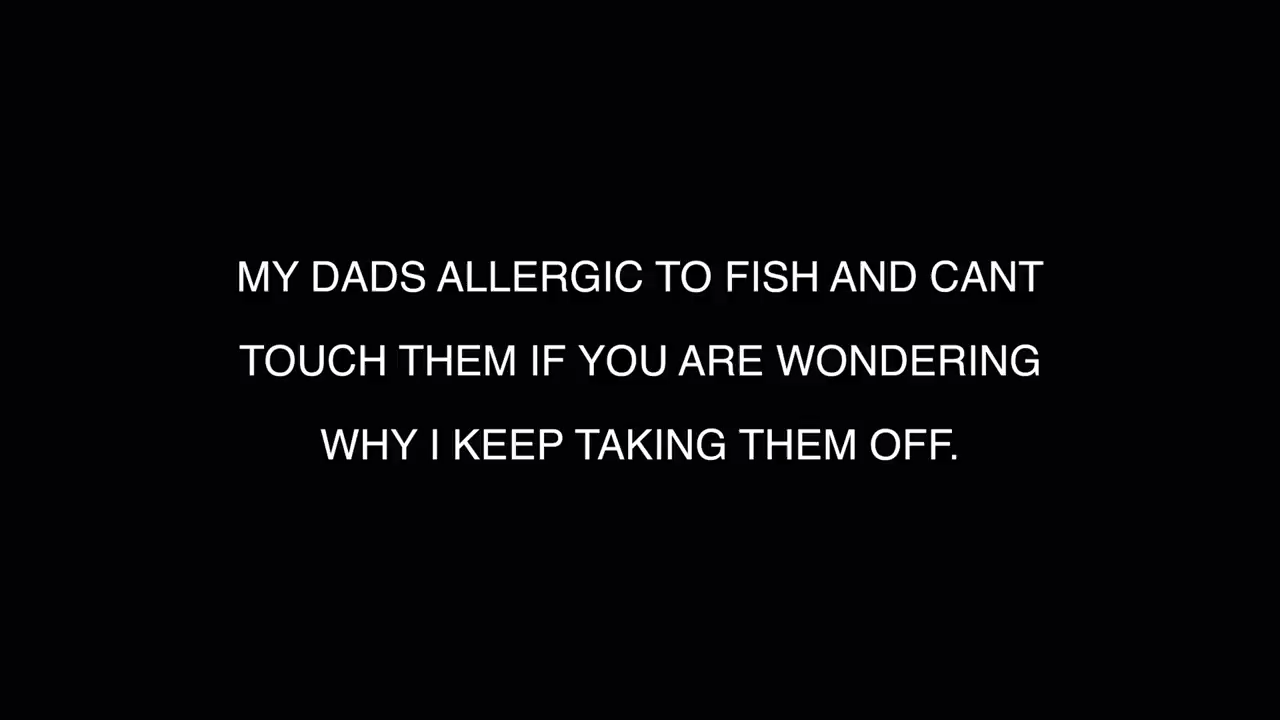 MY DADS ALLERGIC TO FISH AND CANT
TOUCH THEM IF YOU ARE WONDERING
WHY I KEEP TAKING THEM OFF.